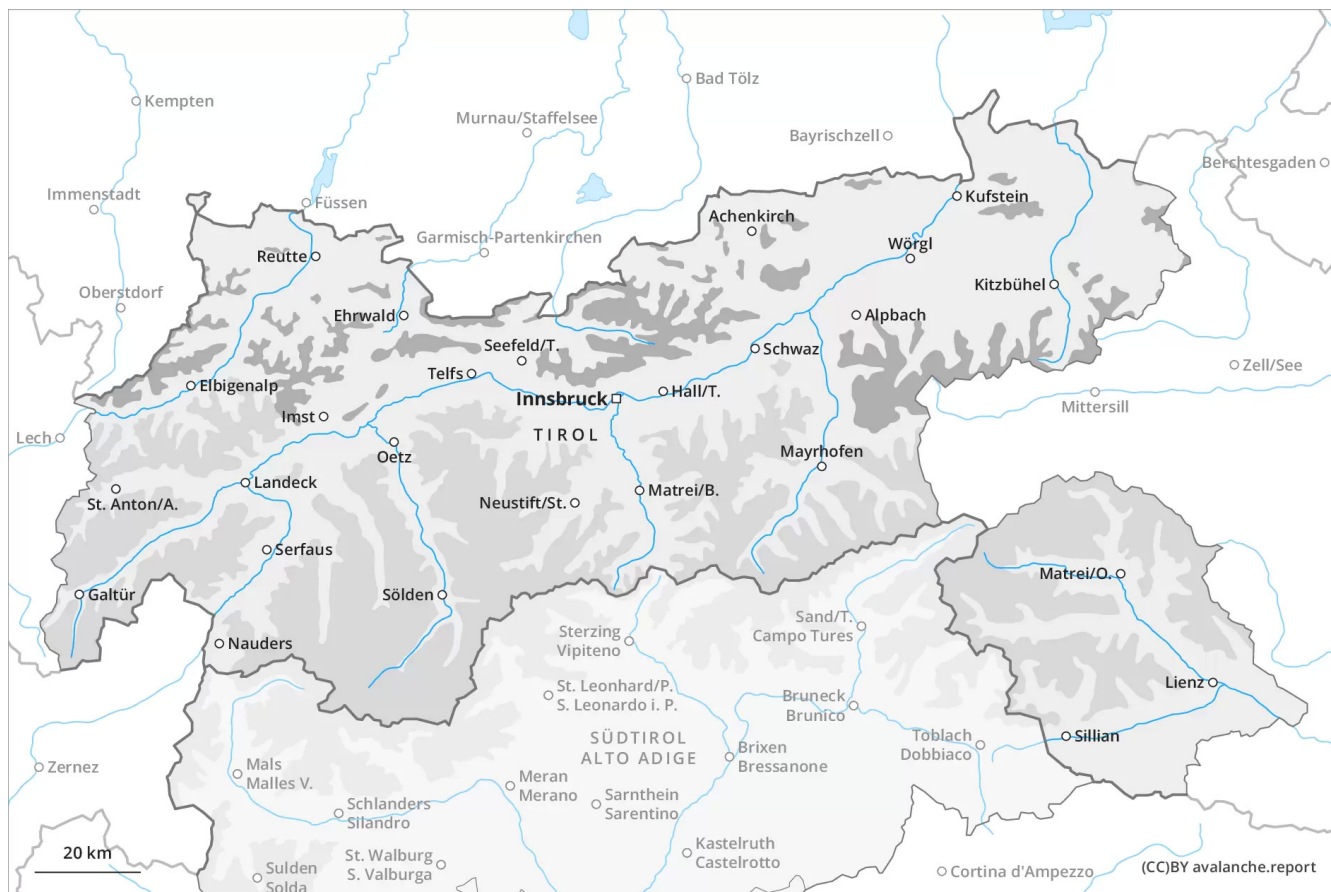 Bad Tölz
Kempten
Murnau/Staffelsee
Bayrischzell
Berchtesgaden
Immenstadt
Füssen
Kufstein
Achenkirch
Garmisch-Partenkirchen
Wörgl
Reutte
Kitzbühel
Oberstdorf
Ehrwald
Alpbach
Seefeld/T.
Schwaz
Zell/See
Telfs
Elbigenalp
Hall/T.
Innsbruck
Mittersill
Imst
TIROL
Lech
Oetz
Mayrhofen
Landeck
St. Anton/A.
Neustift/St.
Matrei/B.
Serfaus
Matrei/O.
Galtür
Sölden
Sand/T.
Campo Tures
Sterzing
Vipiteno
Nauders
Lienz
St. Leonhard/P.
S. Leonardo i. P.
Bruneck
Brunico
Sillian
SÜDTIROL
ALTO ADIGE
Toblach
Dobbiaco
Brixen
Bressanone
Zernez
Mals
Malles V.
Meran
Merano
Sarnthein
Sarentino
Schlanders
Silandro
Kastelruth
Castelrotto
20 km
St. Walburg
S. Valburga
Sulden
Solda
Cortina d'Ampezzo
(CC)BY avalanche.report